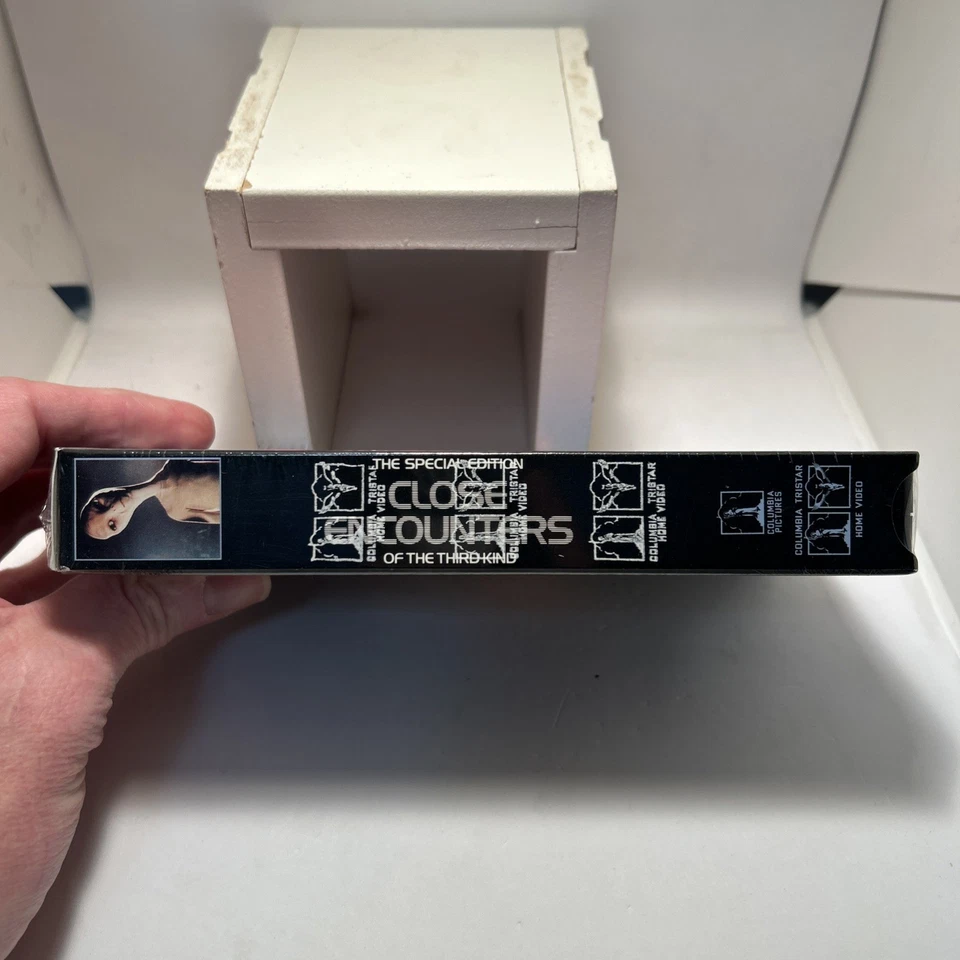 THE SPECIAL EDITION
CLOSE
ENCOUNTERS
OF THE THIRD KIND
COLUMBIA TRISTAR
HOME VIDEO
COLUMBIA TRISTAR
HOME VIDEO
COLUMBIA TRISTAR
HOME VIDEO
COLUMBIA
PICTURES
COLUMBIA TRISTAR
HOME VIDEO